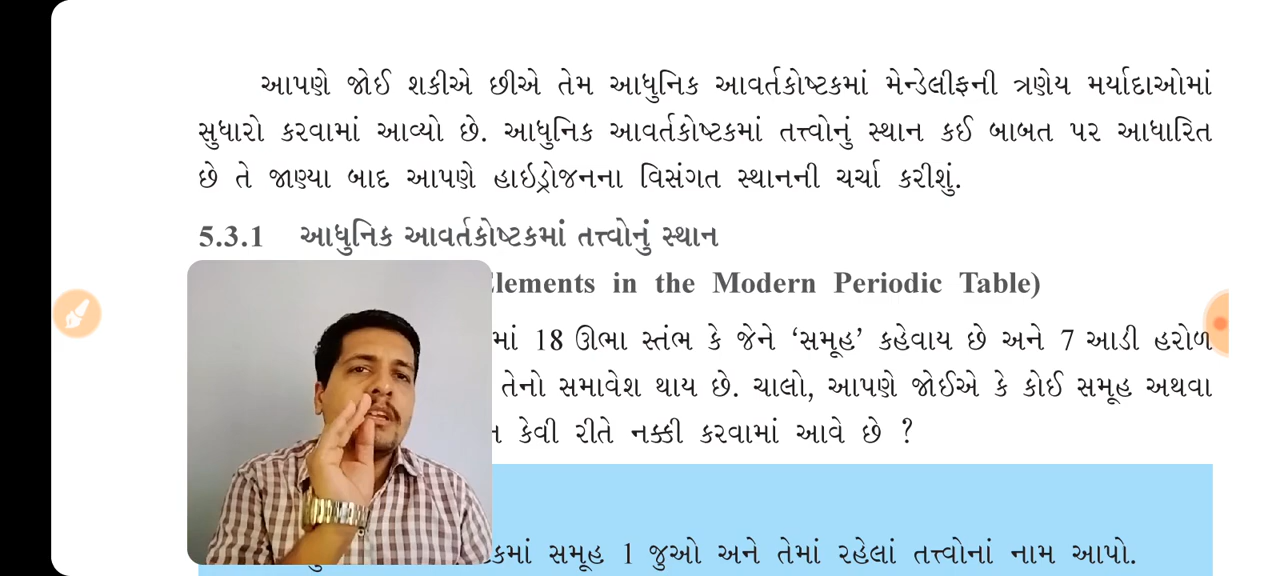 આપણે જોઈ શકીએ છીએ તેમ આધુનિક આવર્તકોષ્ટકમાં મેન્ડેલીફની ત્રણેય મર્યાદાઓમાં
સુધારો કરવામાં આવ્યો છે. આધુનિક આવર્તકોષ્ટકમાં તત્ત્વોનું સ્થાન કઈ બાબત પર આધારિત
છે તે જાણ્યા બાદ આપણે હાઇડ્રોજનના વિસંગત સ્થાનની ચર્ચા કરીશું.
5.3.1 આધુનિક આવર્તકોષ્ટકમાં તત્ત્વોનું સ્થાન
in the Modern Periodic Table)
18 ઊભા સ્તંભ કે જેને ‘સમૂહ’ કહેવાય છે અને 7 આડી હરોળ
તેનો સમાવેશ થાય છે. ચાલો, આપણે જોઈએ કે કોઈ સમૂહ અથવા
કેવી રીતે નક્કી કરવામાં આવે છે ?
સમૂહ 1 જુઓ અને તેમાં રહેલાં તત્ત્વોનાં નામ આપો.